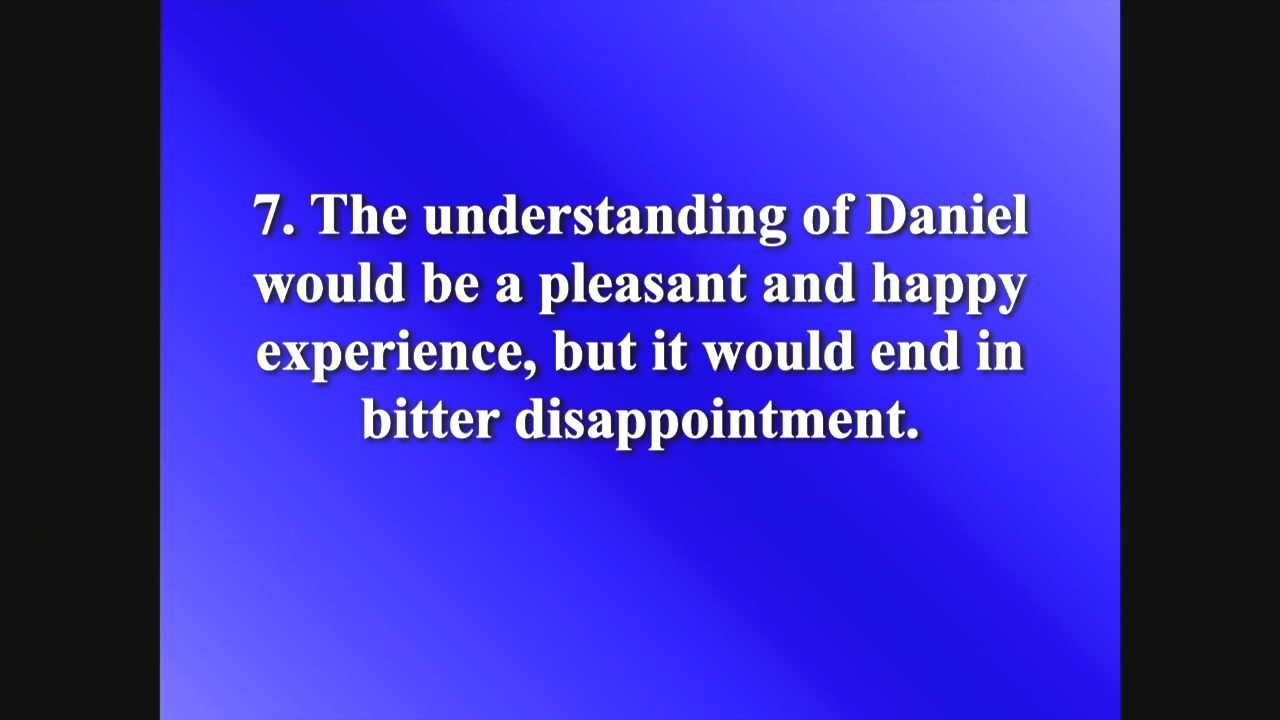 7. The understanding of Daniel
would be a pleasant and happy
experience, but it would end in
bitter disappointment.